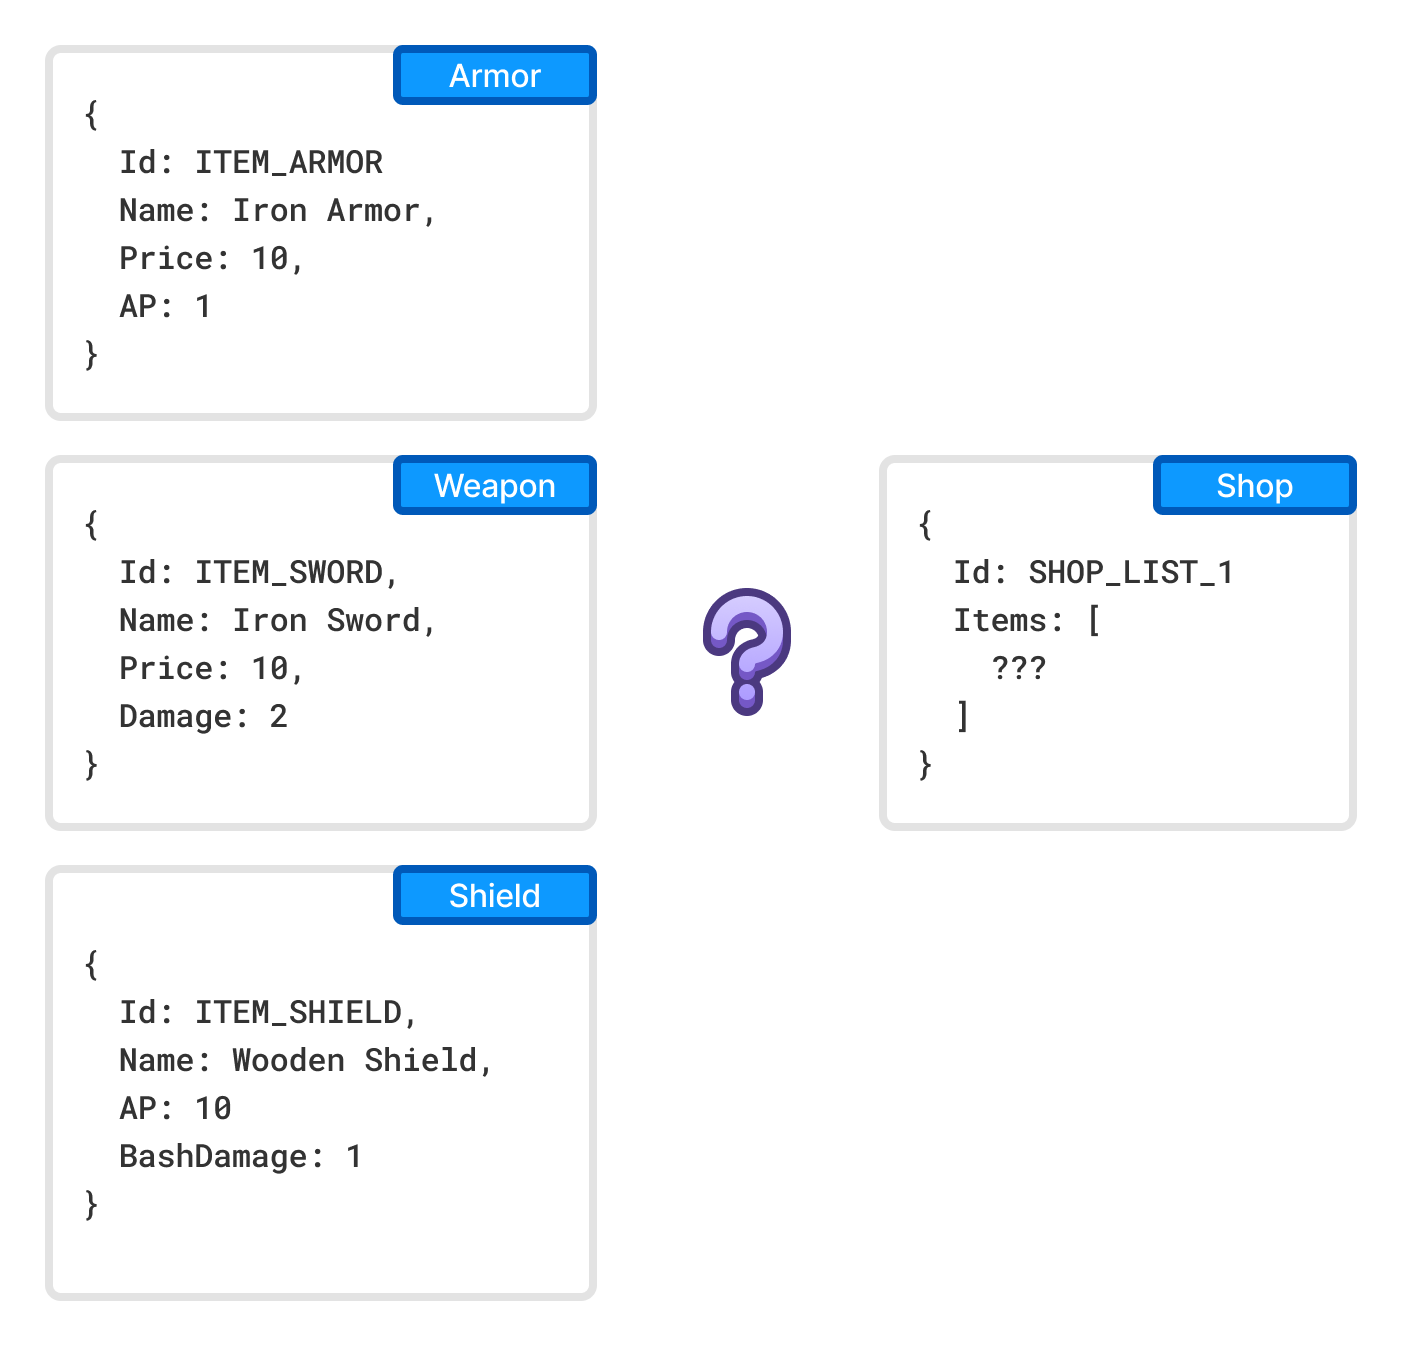 Armor
{
Id: ITEM_ARMOR
Name: Iron Armor,
Price: 10,
AP: 1
}
Weapon
{
Id: ITEM_SWORD,
Name: Iron Sword,
Price: 10,
Damage: 2
}
Shop
{
Id: SHOP_LIST_1
Items: [
???
]
}
Shield
{
Id: ITEM_SHIELD,
Name: Wooden Shield,
AP: 10
BashDamage: 1
}